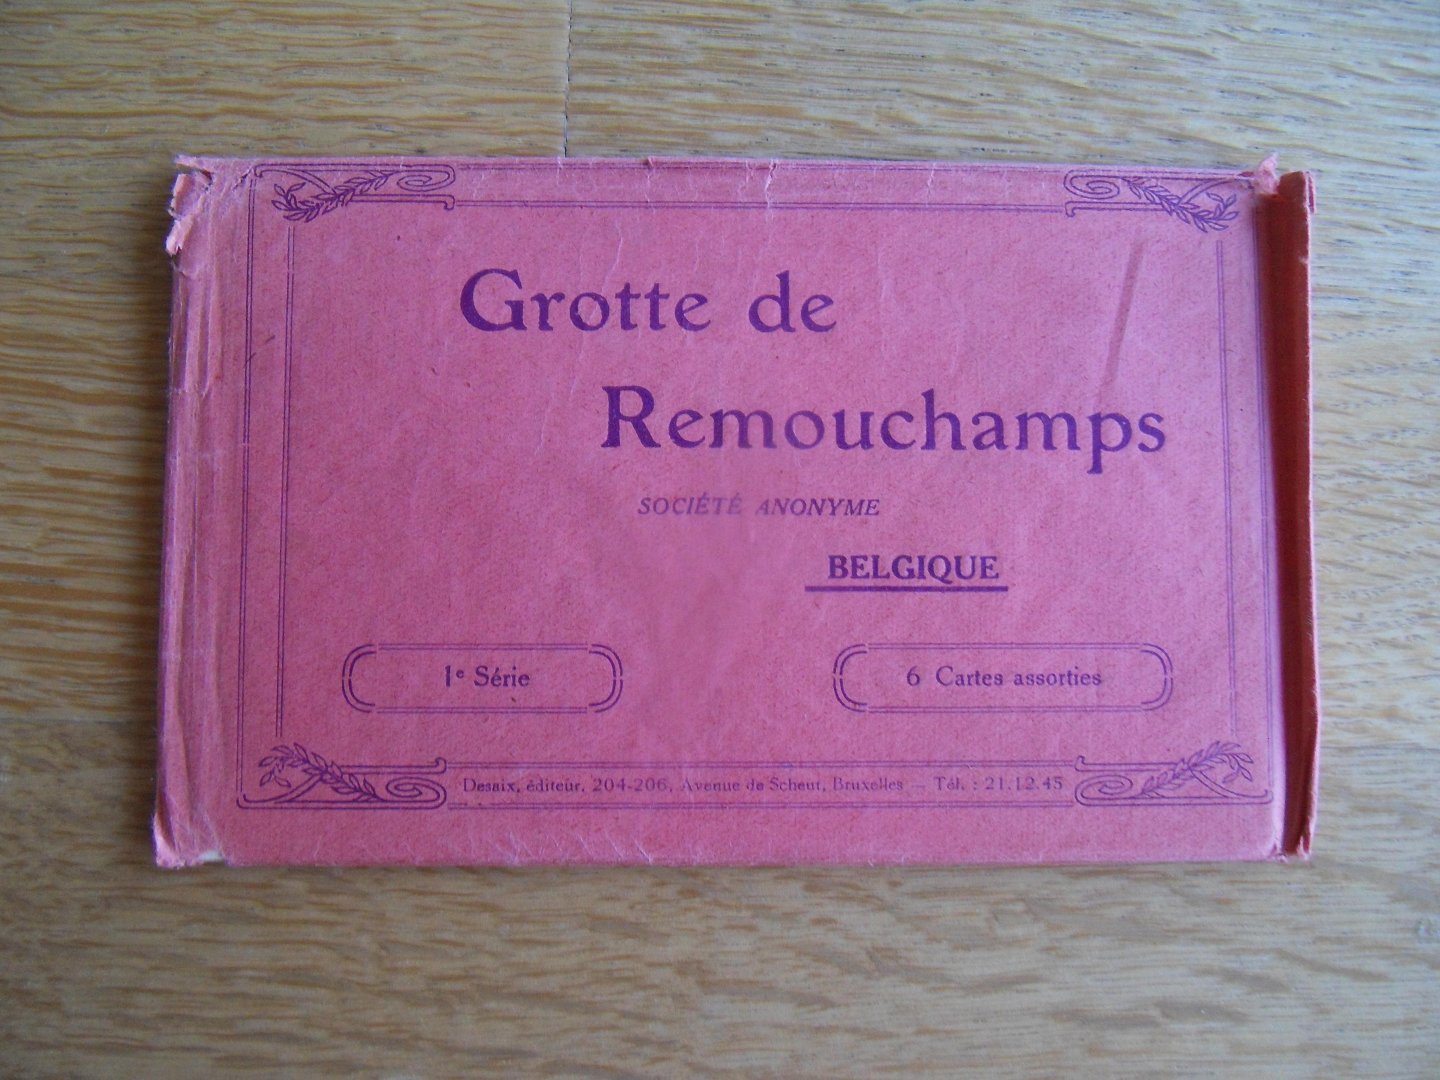 Grotte de
Remouchamps
SOCIÉTÉ ANONYME
BELGIQUE
1e Série
6 Cartes assorties
Desaix, éditeur, 204-206, Avenue de Scheut, Bruxelles — Tél. : 21.12.45